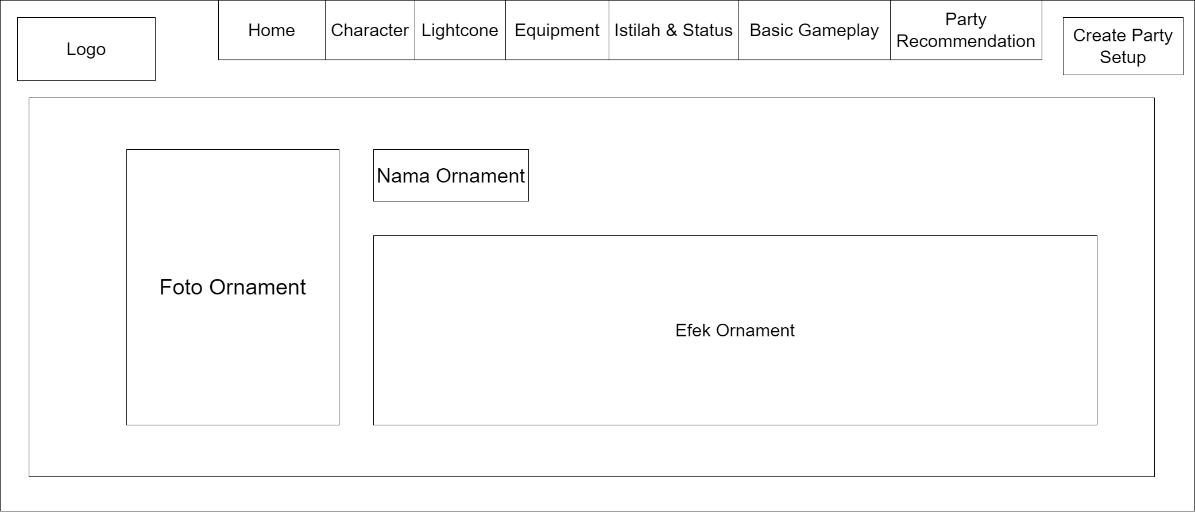 Logo
Home
Character
Lightcone
Equipment
Istilah & Status
Basic Gameplay
Party
Recommendation
Create Party
Setup
Foto Ornament
Nama Ornament
Efek Ornament